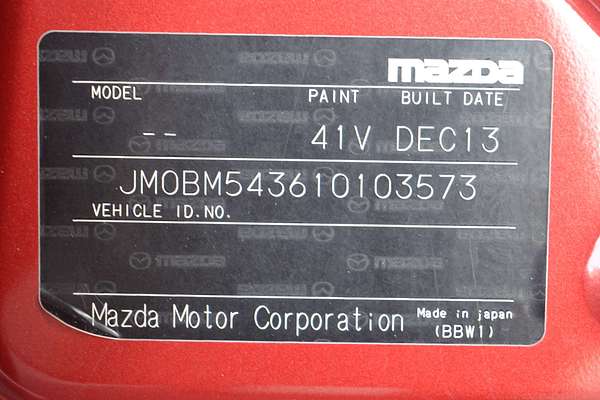 mazda
MODEL PAINT BUILT DATE
-- 41V DEC13
JM0BM543610103573
VEHICLE ID.NO.
Mazda Motor Corporation Made in japan
(BBW1)